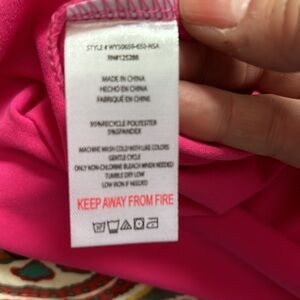 STYLE # WYS0659-650-NSA
RN#125288
MADE IN CHINA
HECHO EN CHINA
FABRIQUÉ EN CHINE
95%RECYCLE POLYESTER
5%SPANDEX
MACHINE WASH COLD WITH LIKE COLORS
GENTLE CYCLE
ONLY NON-CHLORINE BLEACH WHEN NEEDED
TUMBLE DRY LOW
LOW IRON IF NEEDED
KEEP AWAY FROM FIRE